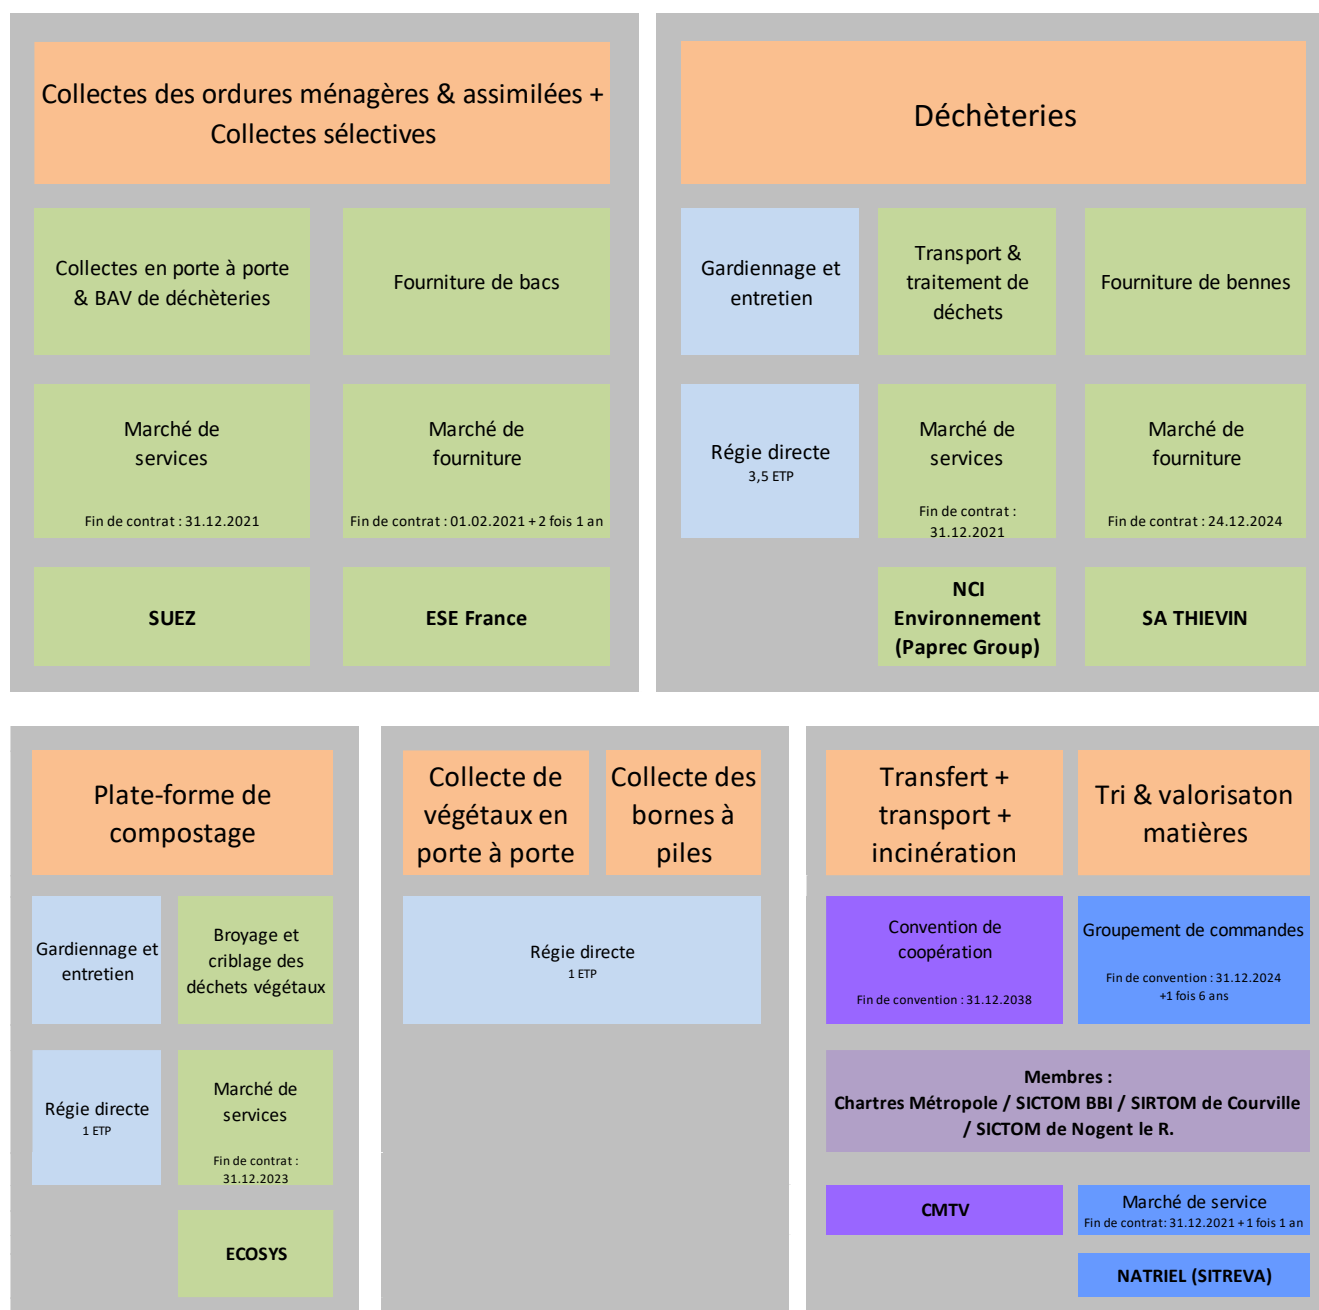 Collectes des ordures ménagères & assimilées +
Collectes sélectives
Collectes en porte à porte
& BAV de déchèteries
Fourniture de bacs
Marché de
services
Fin de contrat : 31.12.2021
Marché de
fourniture
Fin de contrat : 01.02.2021 + 2 fois 1 an
SUEZ
ESE France
Déchèteries
Gardiennage et
entretien
Transport &
traitement de
déchets
Fourniture de bennes
Régie directe
3,5 ETP
Marché de
services
Fin de contrat :
31.12.2021
Marché de
fourniture
Fin de contrat : 24.12.2024
NCI
Environnement
(Paprec Group)
SA THIEVIN
Plate-forme de
compostage
Gardiennage et
entretien
Broyage et
criblage des
déchets végétaux
Régie directe
1 ETP
Marché de
services
Fin de contrat :
31.12.2023
ECOSYS
Collecte de
végétaux en
porte à porte
Collecte des
bornes à
piles
Régie directe
1 ETP
Transfert +
transport +
incinération
Tri & valorisaton
matières
Convention de
coopération
Fin de convention : 31.12.2038
Groupement de commandes
Fin de convention : 31.12.2024
+1 fois 6 ans
Membres :
Chartres Métropole / SICTOM BBI / SIRTOM de Courville
/ SICTOM de Nogent le R.
CMTV
Marché de service
Fin de contrat: 31.12.2021 + 1 fois 1 an
NATRIEL (SITREVA)